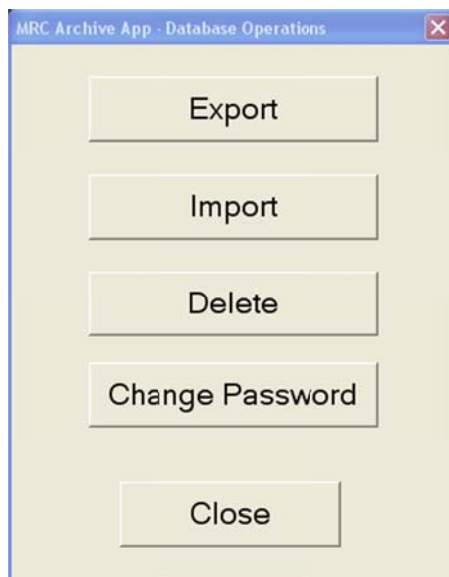 MRC Archive App - Database Operations
Export
Import
Delete
Change Password
Close